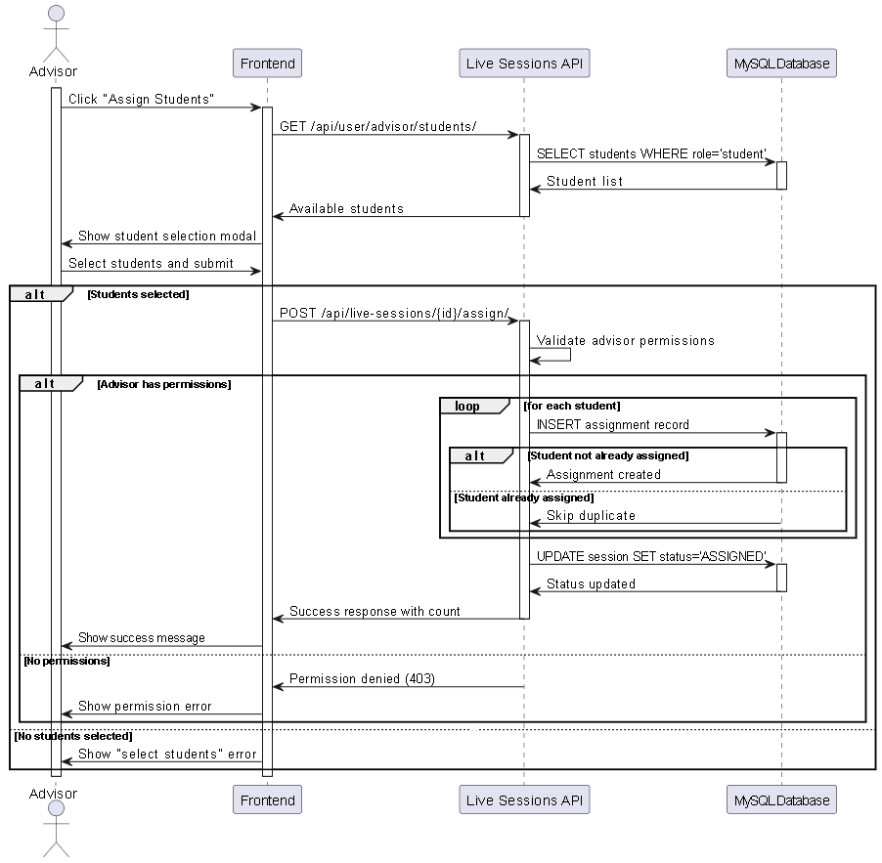 Advisor
Frontend
Live Sessions API
MySQL Database
Click "Assign Students"
GET /api/user/advisor/students/
SELECT students WHERE role='student'
Student list
Available students
Show student selection modal
Select students and submit
alt [Students selected]
POST /api/live-sessions/{id}/assign/
Validate advisor permissions
alt [Advisor has permissions]
loop [for each student]
INSERT assignment record
alt [Student not already assigned]
Assignment created
[Student already assigned]
Skip duplicate
UPDATE session SET status='ASSIGNED'
Status updated
Success response with count
Show success message
[No permissions]
Permission denied (403)
Show permission error
[No students selected]
Show "select students" error
Advisor
Frontend
Live Sessions API
MySQL Database